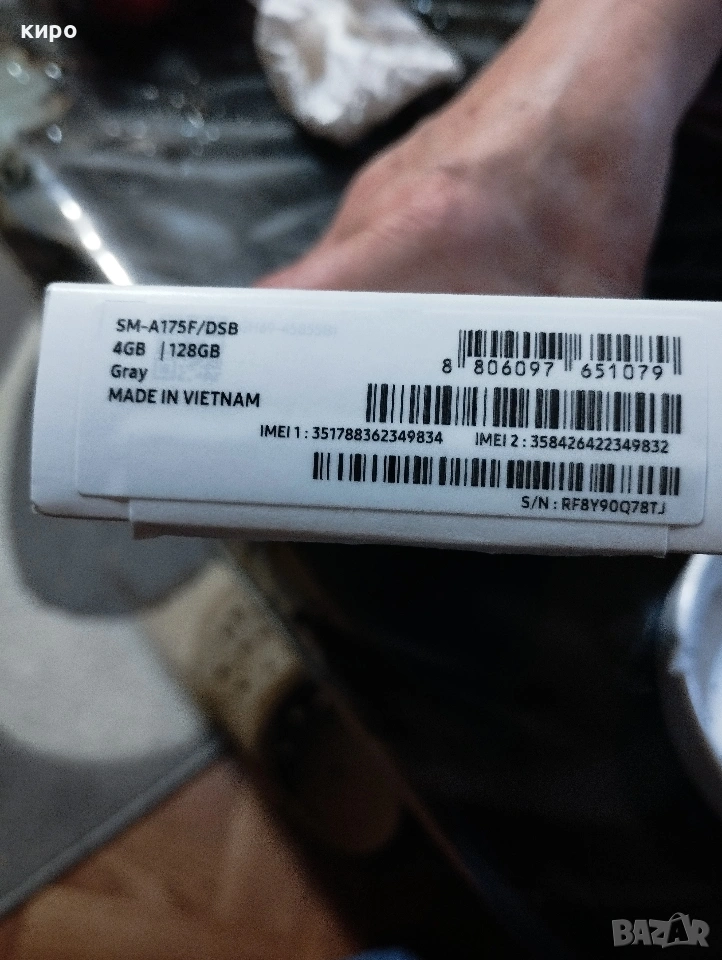 киро
SM-A175F/DSB
4GB | 128GB
Gray
MADE IN VIETNAM
8 806097 651079
IMEI 1 : 351788362349834 IMEI 2 : 358426422349832
S/N : RF8Y90Q78TJ
BAZAR